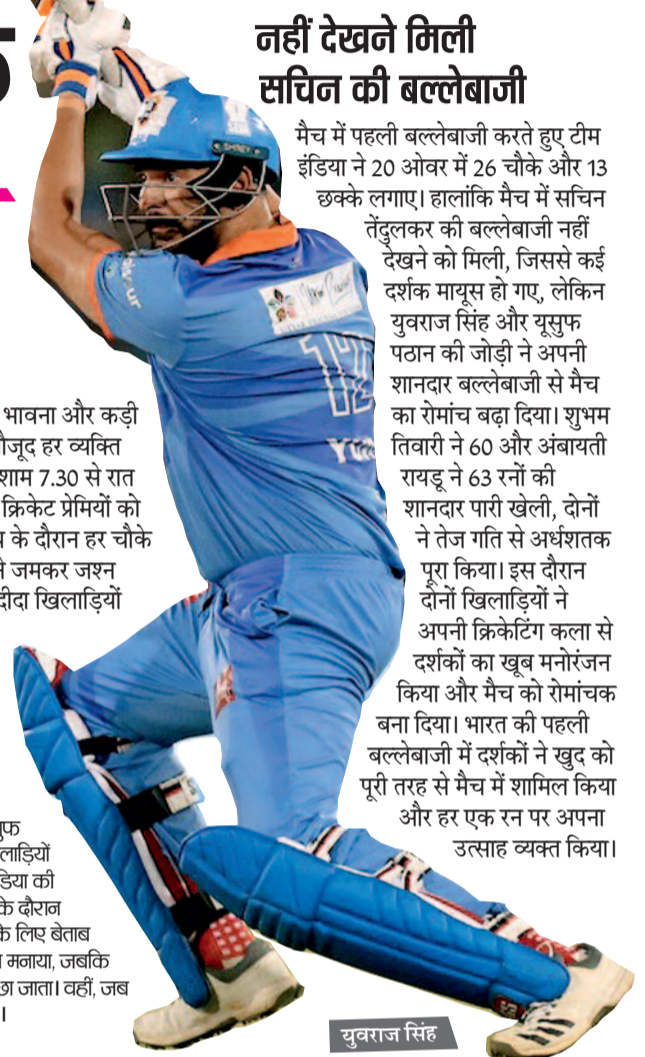 नहीं देखने मिली
सचिन की बल्लेबाजी
मैच में पहली बल्लेबाजी करते हुए टीम
इंडिया ने 20 ओवर में 26 चौके और 13
छक्के लगाए। हालांकि मैच में सचिन
तेंदुलकर की बल्लेबाजी नहीं
देखने को मिली, जिससे कई
दर्शक मायूस हो गए, लेकिन
युवराज सिंह और यूसुफ
पठान की जोड़ी ने अपनी
शानदार बल्लेबाजी से मैच
का रोमांच बढ़ा दिया। शुभम
तिवारी ने 60 और अंबायती
रायडू ने 63 रनों की
शानदार पारी खेली, दोनों
ने तेज गति से अर्धशतक
पूरा किया। इस दौरान
दोनों खिलाड़ियों ने
अपनी क्रिकेटिंग कला से
दर्शकों का खूब मनोरंजन
किया और मैच को रोमांचक
बना दिया। भारत की पहली
बल्लेबाजी में दर्शकों ने खुद को
पूरी तरह से मैच में शामिल किया
और हर एक रन पर अपना
उत्साह व्यक्त किया।
भावना और कड़ी
हर व्यक्ति
शाम 7.30 से रात
क्रिकेट प्रेमियों को
के दौरान हर चौके
जमकर जश्न
खिलाड़ियों
की
के दौरान
के लिए बेताब
मनाया, जबकि
जाता। वहीं, जब
12
युवराज सिंह